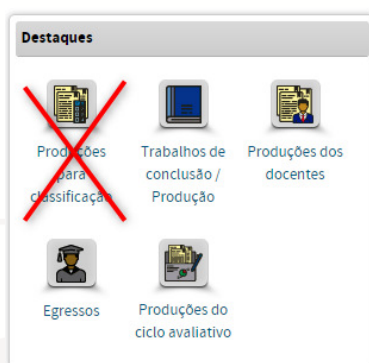 Destaques
Produções
para
classificação
Trabalhos de
conclusão /
Produção
Produções dos
docentes
Egressos
Produções do
ciclo avaliativo